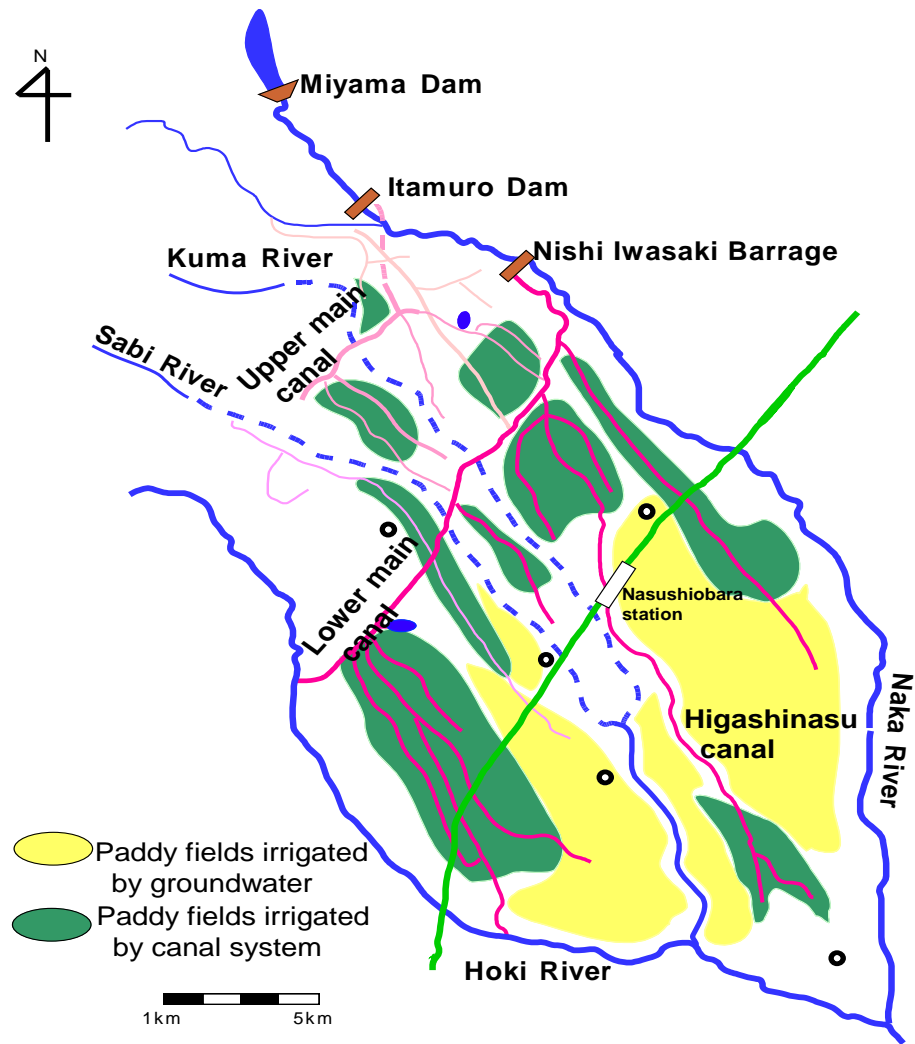 N
Miyama Dam
Itamuro Dam
Nishi Iwasaki Barrage
Kuma River
Upper main
canal
Sabi River
Lower main
canal
Nasushiobara
station
Higashinasu
canal
Naka River
Paddy fields irrigated
by groundwater
Paddy fields irrigated
by canal system
Hoki River
1km
5km